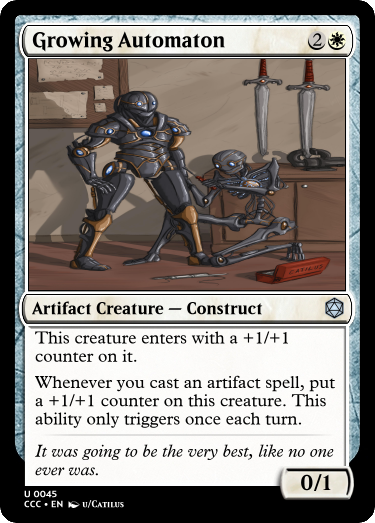 Growing Automaton 2
CATILUS
Artifact Creature — Construct
This creature enters with a +1/+1
counter on it.
Whenever you cast an artifact spell, put
a +1/+1 counter on this creature. This
ability only triggers once each turn.
It was going to be the very best, like no one
ever was.
0/1
U 0045
CCC • EN u/Catilus